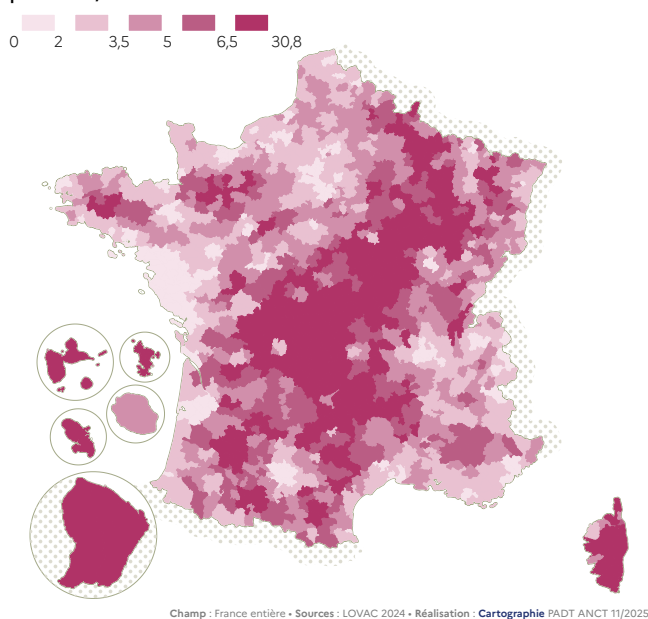 0 2 3,5 5 6,5 30,8
Champ : France entière • Sources : LOVAC 2024 • Réalisation : Cartographie PADT ANCT 11/2025